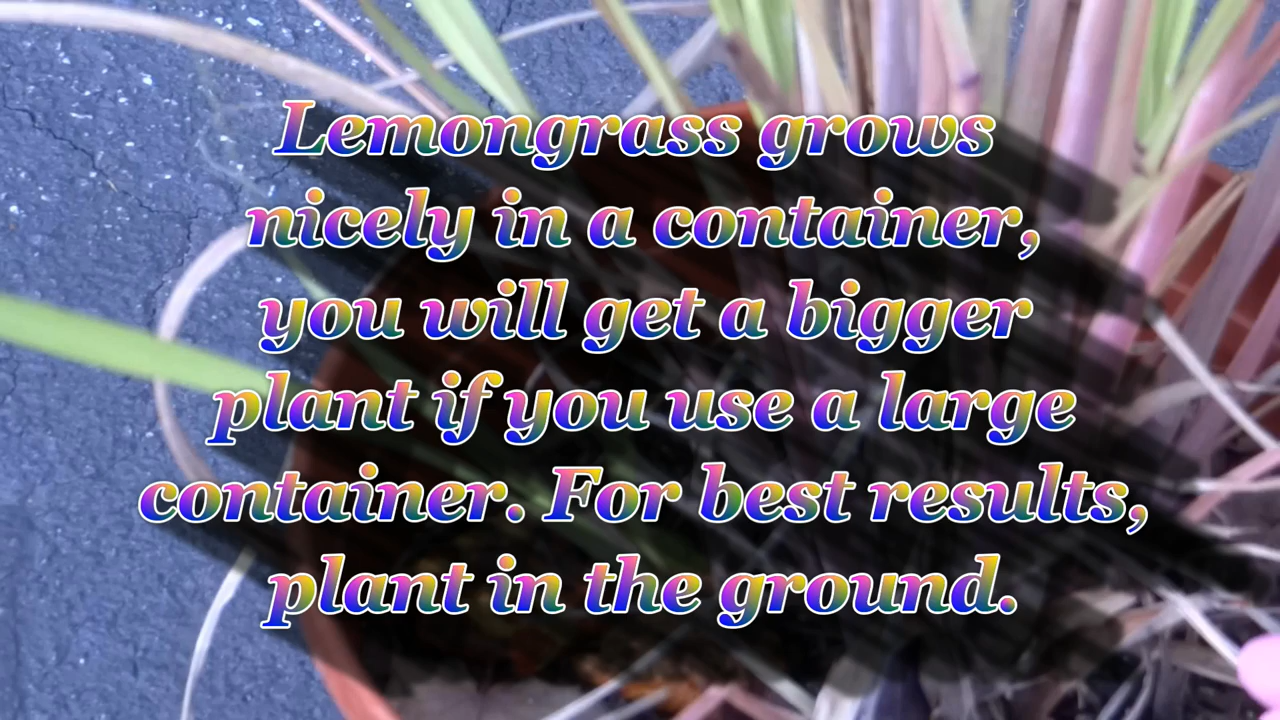 Lemongrass grows
nicely in a container,
you will get a bigger
plant if you use a large
container. For best results,
plant in the ground.